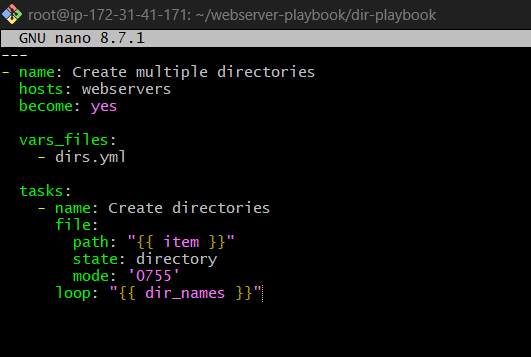 root@ip-172-31-41-171: ~/webserver-playbook/dir-playbook
GNU nano 8.7.1
---
- name: Create multiple directories
  hosts: webservers
  become: yes

  vars_files:
    - dirs.yml

  tasks:
    - name: Create directories
      file:
        path: "{{ item }}"
        state: directory
        mode: '0755'
      loop: "{{ dir_names }}"